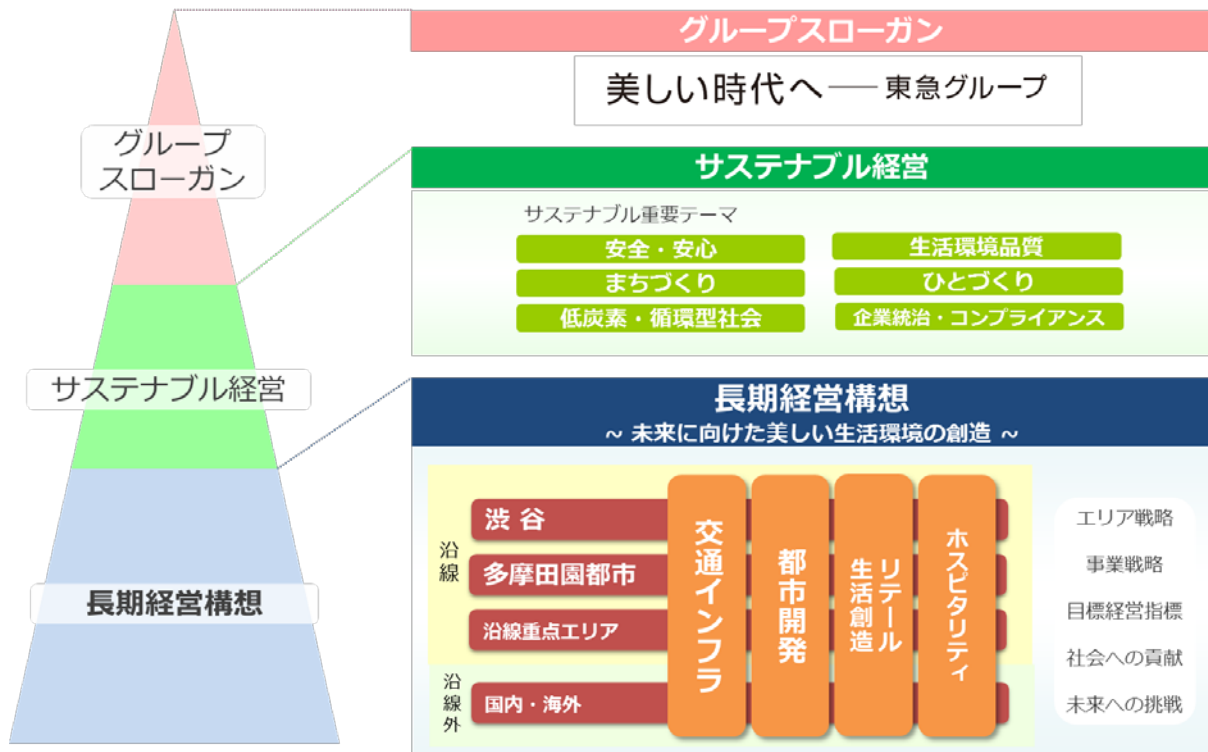 グループ
スローガン
サステナブル経営
長期経営構想
グループスローガン
美しい時代へ── 東急グループ
サステナブル経営
サステナブル重要テーマ
安全・安心
生活環境品質
まちづくり
ひとづくり
低炭素・循環型社会
企業統治・コンプライアンス
長期経営構想
~ 未来に向けた美しい生活環境の創造 ~
沿線
渋谷
多摩田園都市
沿線重点エリア
沿線外
国内・海外
交通インフラ
都市開発
リテール
生活創造
ホスピタリティ
エリア戦略
事業戦略
目標経営指標
社会への貢献
未来への挑戦